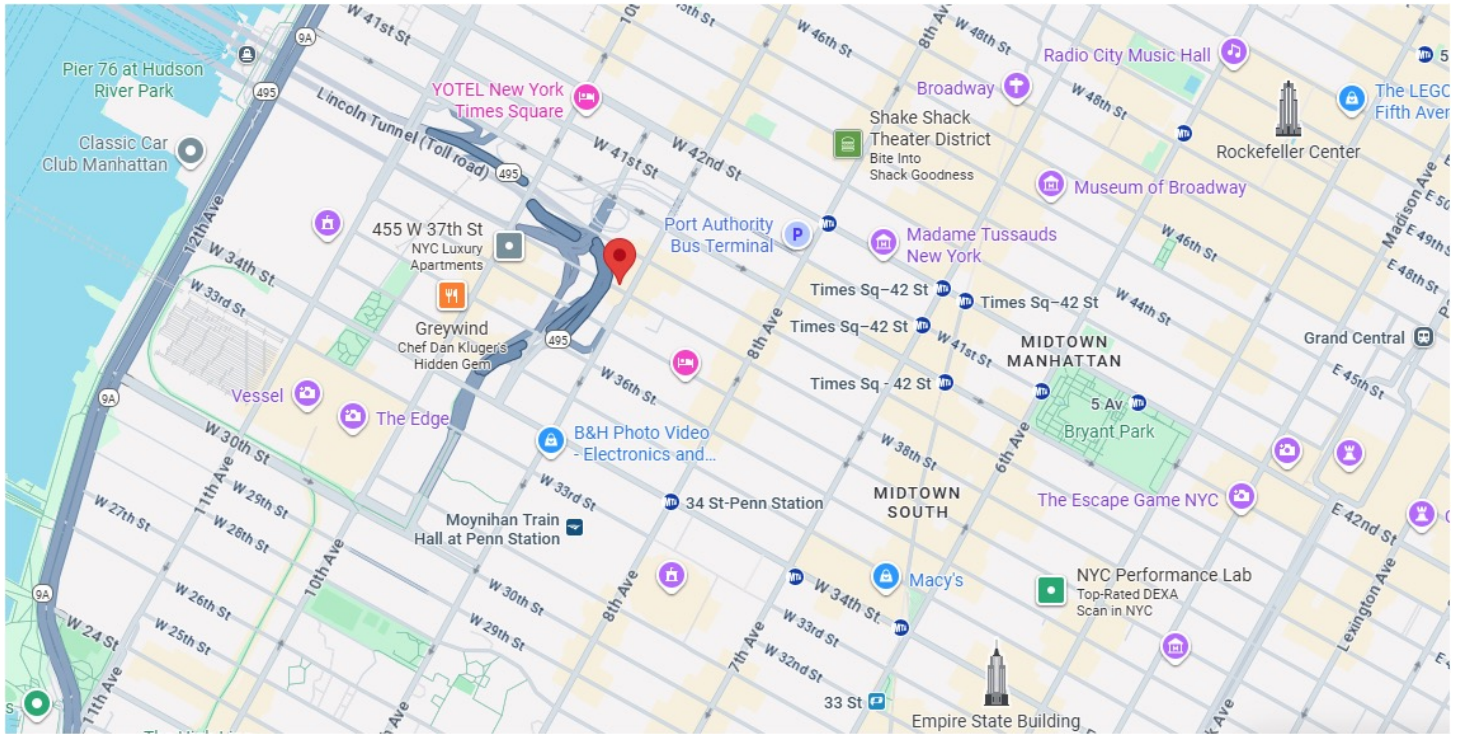 W 41st St
9A
10t
45th St
W 46th St
8th Av
W 48th St
Radio City Music Hall
5
Pier 76 at Hudson
River Park
495
YOTEL New York
Times Square
Broadway
W 48th St
The LEGO
Fifth Aven
Lincoln Tunnel (Toll road)
Shake Shack
Theater District
Bite Into
Shack Goodness
Classic Car
Club Manhattan
W 41st St
W 42nd St
Rockefeller Center
495
Museum of Broadway
Madison Ave
E 50
12th Ave
455 W 37th St
NYC Luxury
Apartments
Port Authority
Bus Terminal
P
Madame Tussauds
New York
W 46th St
E 49th S
W 34th St
E 48th St
W 33rd St
Times Sq–42 St
Times Sq–42 St
W 44th St
Greywind
Chef Dan Kluger's
Hidden Gem
495
8th Ave
Times Sq–42 St
W 41st St
MIDTOWN
MANHATTAN
Grand Central
Vessel
The Edge
W 36th St
Times Sq - 42 St
E 45th St
9A
5 Av
Bryant Park
W 30th St
B&H Photo Video
- Electronics and...
W 38th St
6th Ave
11th Ave
W 29th St
W 33rd St
34 St-Penn Station
MIDTOWN
SOUTH
The Escape Game NYC
W 27th St
W 28th St
Moynihan Train
Hall at Penn Station
E 42nd St
10th Ave
W 30th St
8th Ave
Macy's
NYC Performance Lab
Top-Rated DEXA
Scan in NYC
9A
W 26th St
W 34th St
Lexington Ave
W 24 St
W 25th St
W 29th St
7th Ave
W 33rd St
W 32nd St
11th Ave
s
33 St
Empire State Building